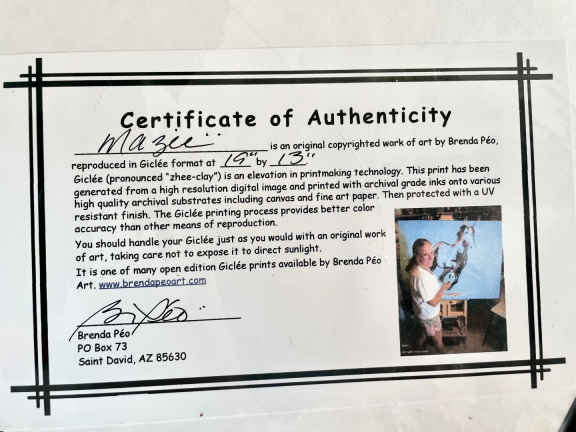 Certificate of Authenticity
Mazie is an original copyrighted work of art by Brenda Péo,
reproduced in Giclée format at 19" by 13".
Giclée (pronounced "zhee-clay") is an elevation in printmaking technology. This print has been
generated from a high resolution digital image and printed with archival grade inks onto various
high quality archival substrates including canvas and fine art paper. Then protected with a UV
resistant finish. The Giclée printing process provides better color
accuracy than other means of reproduction.
You should handle your Giclée just as you would with an original work
of art, taking care not to expose it to direct sunlight.
It is one of many open edition Giclée prints available by Brenda Péo
Art. www.brendapeoart.com
Brenda Péo
PO Box 73
Saint David, AZ 85630